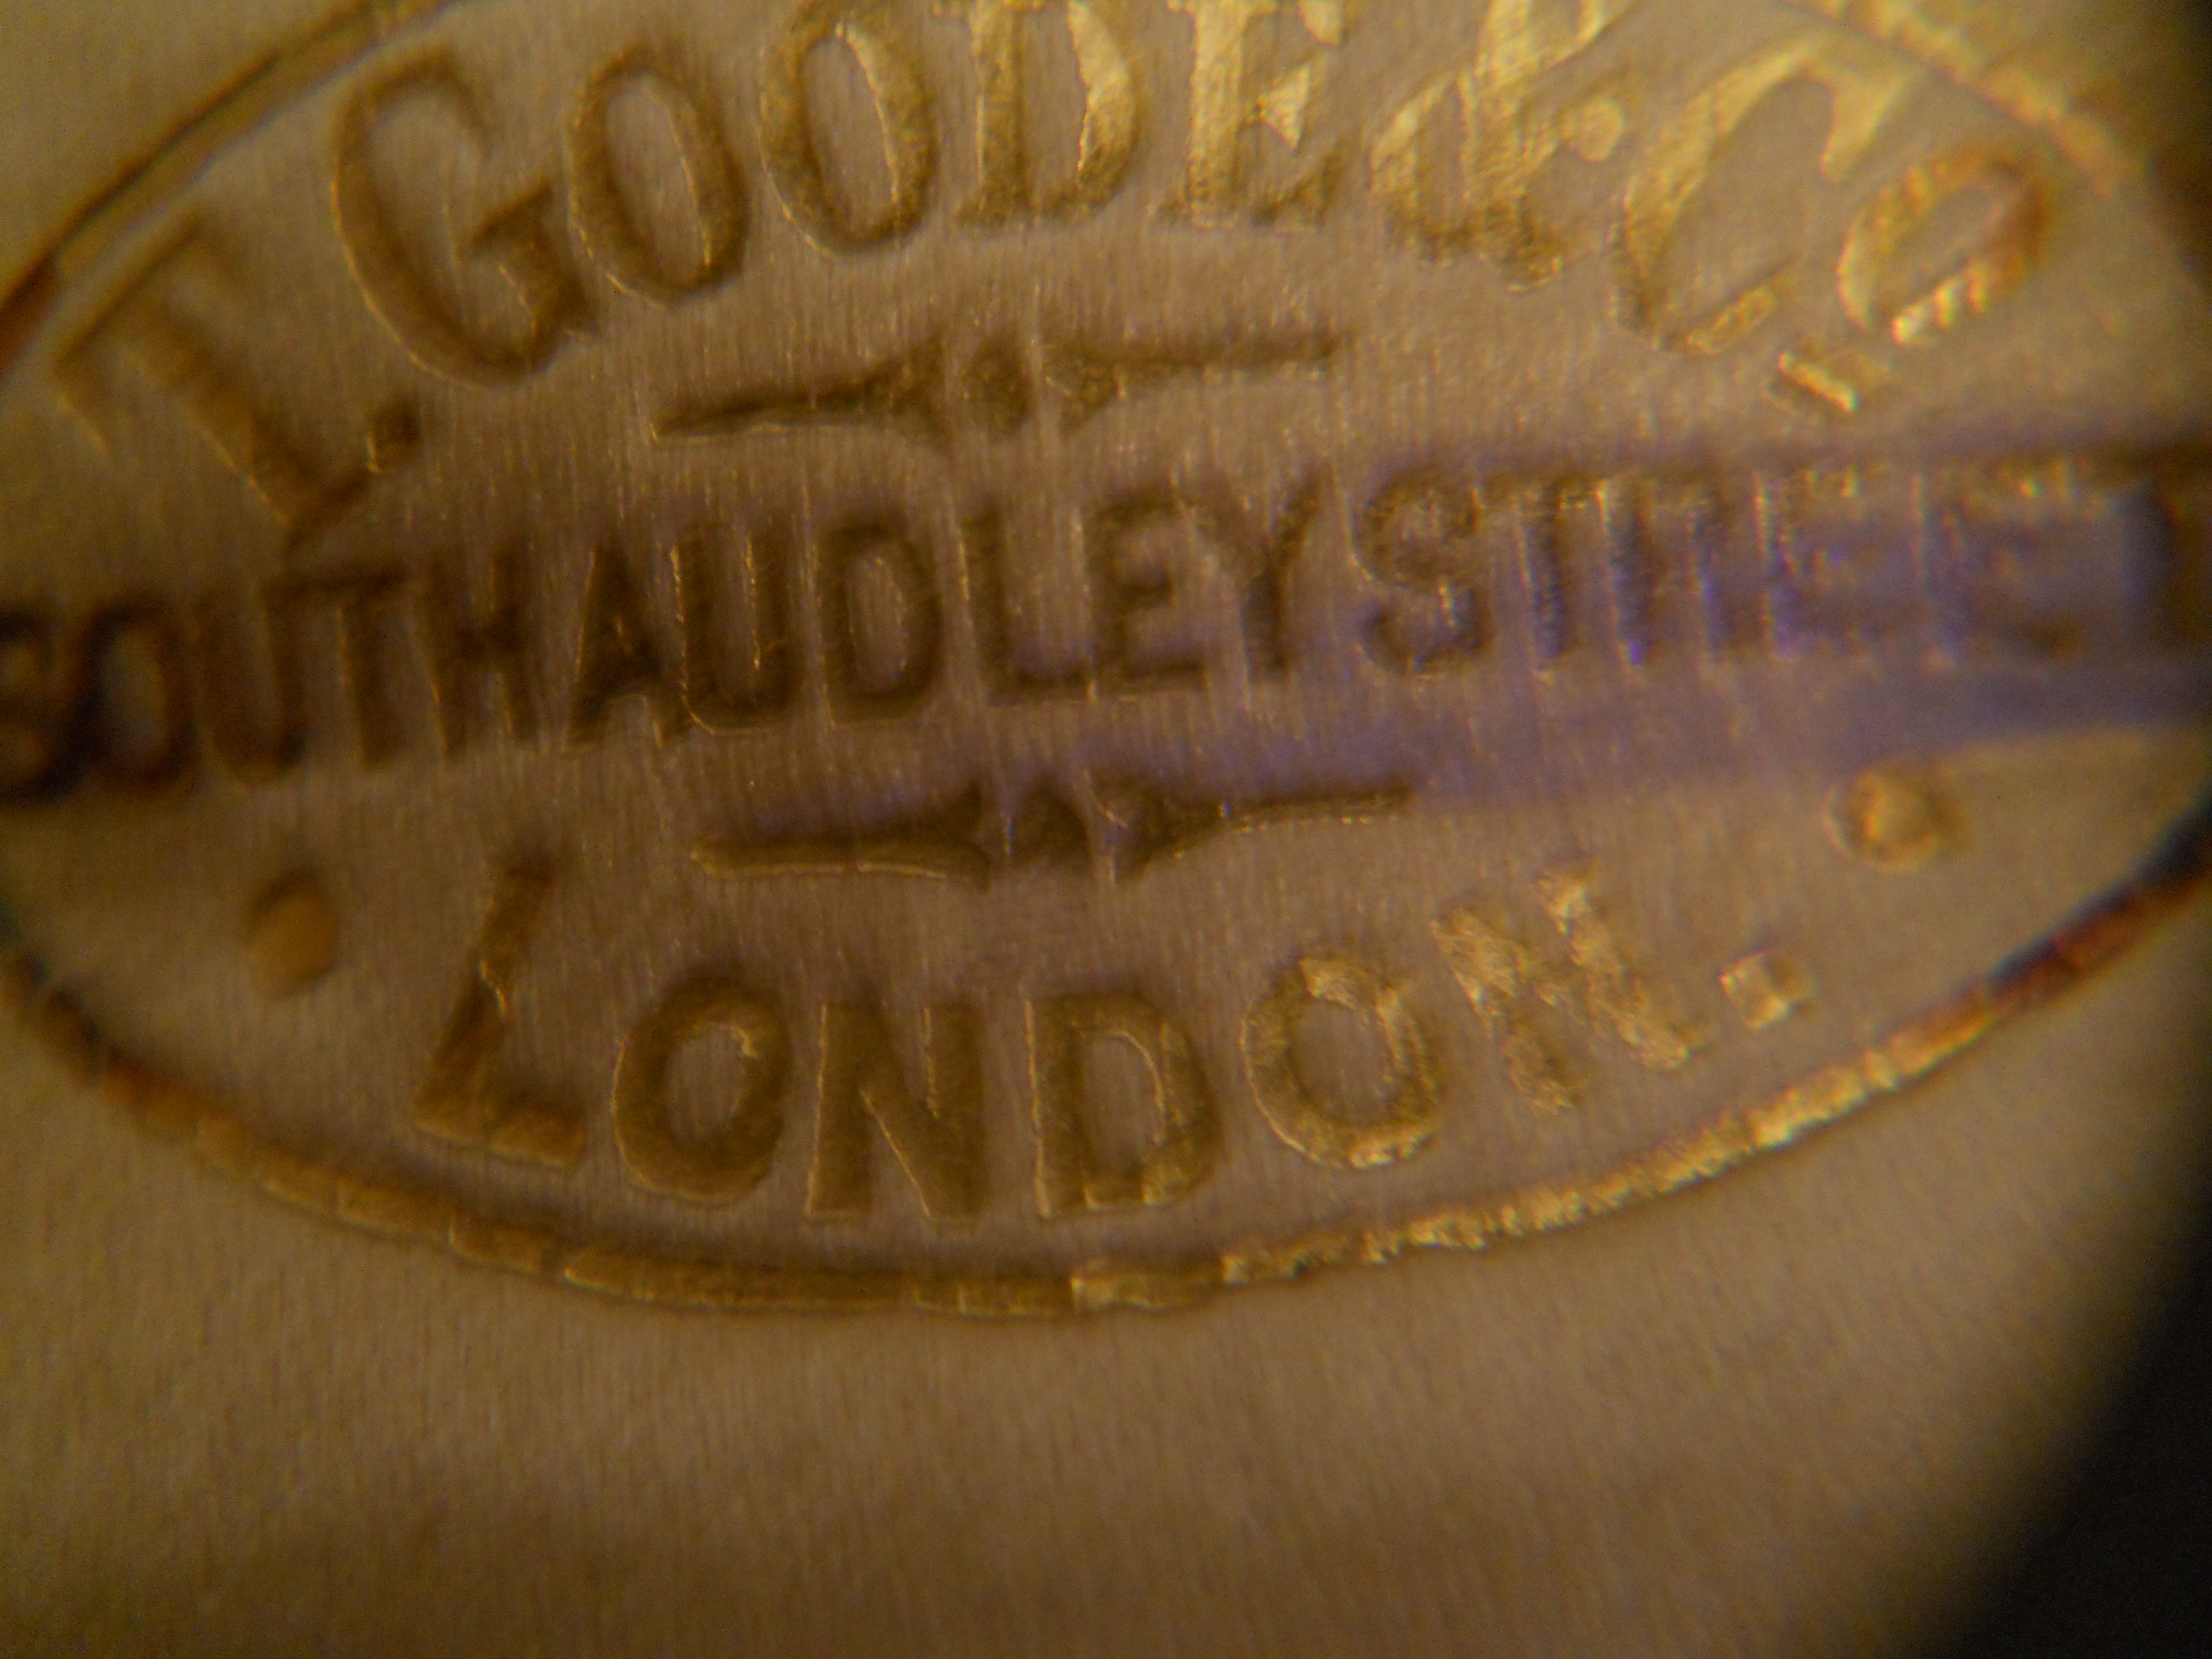 T. GOODE & CO.
SOUTH AUDLEY STREET
LONDON.